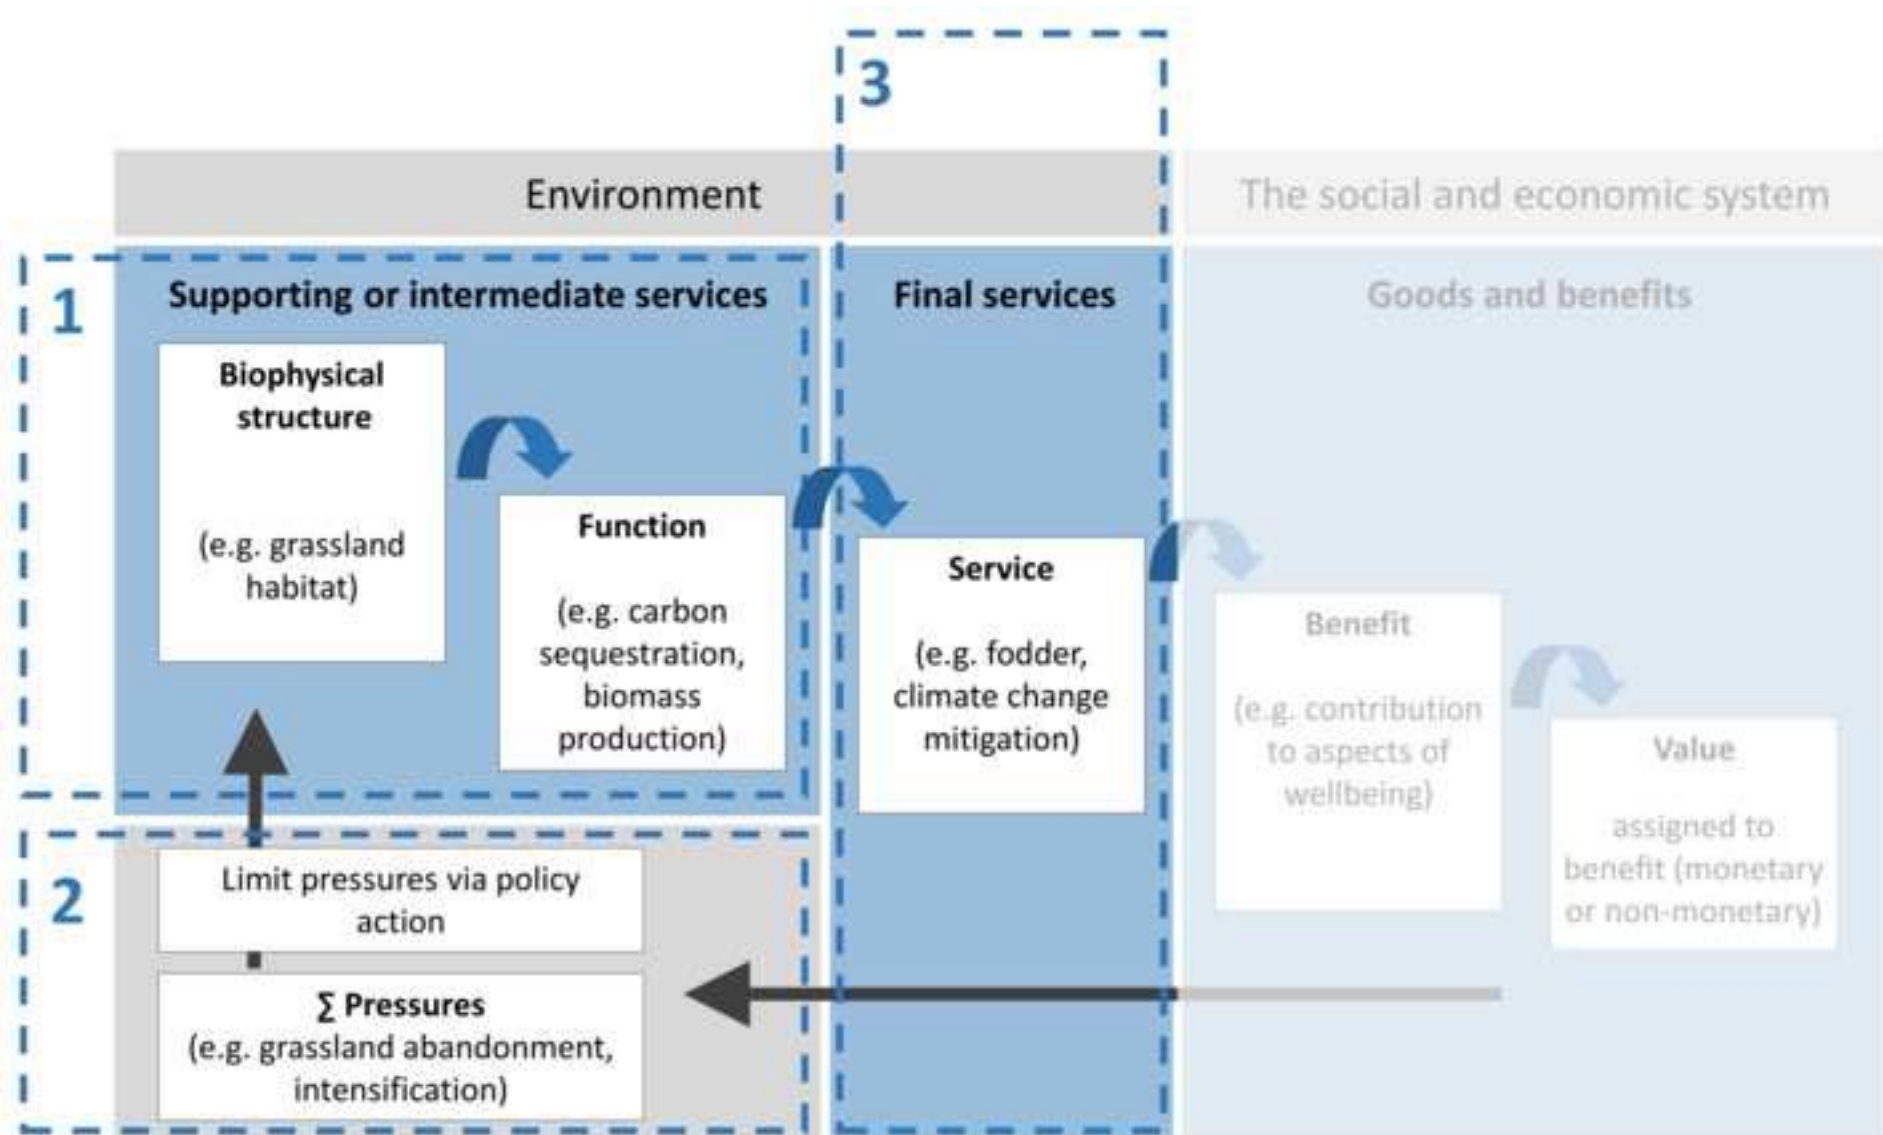 3
Environment
The social and economic system
1
Supporting or intermediate services
Final services
Goods and benefits
Biophysical
structure
(e.g. grassland
habitat)
Function
(e.g. carbon
sequestration,
biomass
production)
Service
(e.g. fodder,
climate change
mitigation)
Benefit
(e.g. contribution
to aspects of
wellbeing)
Value
assigned to
benefit (monetary
or non-monetary)
2
Limit pressures via policy
action
∑ Pressures
(e.g. grassland abandonment,
intensification)